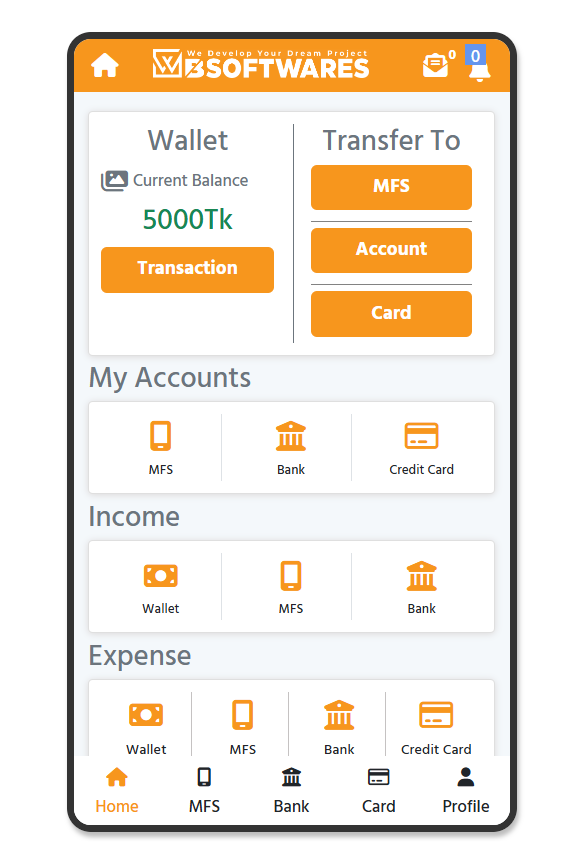 We Develop Your Dream Project
WBSOFTWARES
0
0
Wallet
Current Balance
5000Tk
Transaction
Transfer To
MFS
Account
Card
My Accounts
MFS Bank Credit Card
Income
Wallet MFS Bank
Expense
Wallet MFS Bank Credit Card
Home MFS Bank Card Profile